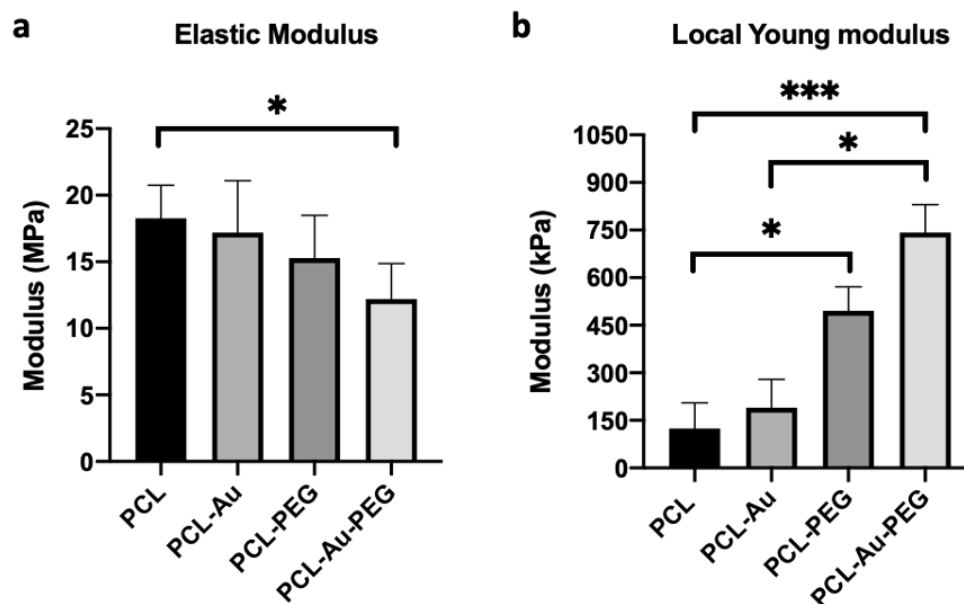 a
Elastic Modulus
*
Modulus (MPa)
25
20
15
10
5
0
PCL
PCL-Au
PCL-PEG
PCL-Au-PEG
b
Local Young modulus
***
*
*
Modulus (kPa)
1050
900
750
600
450
300
150
0
PCL
PCL-Au
PCL-PEG
PCL-Au-PEG